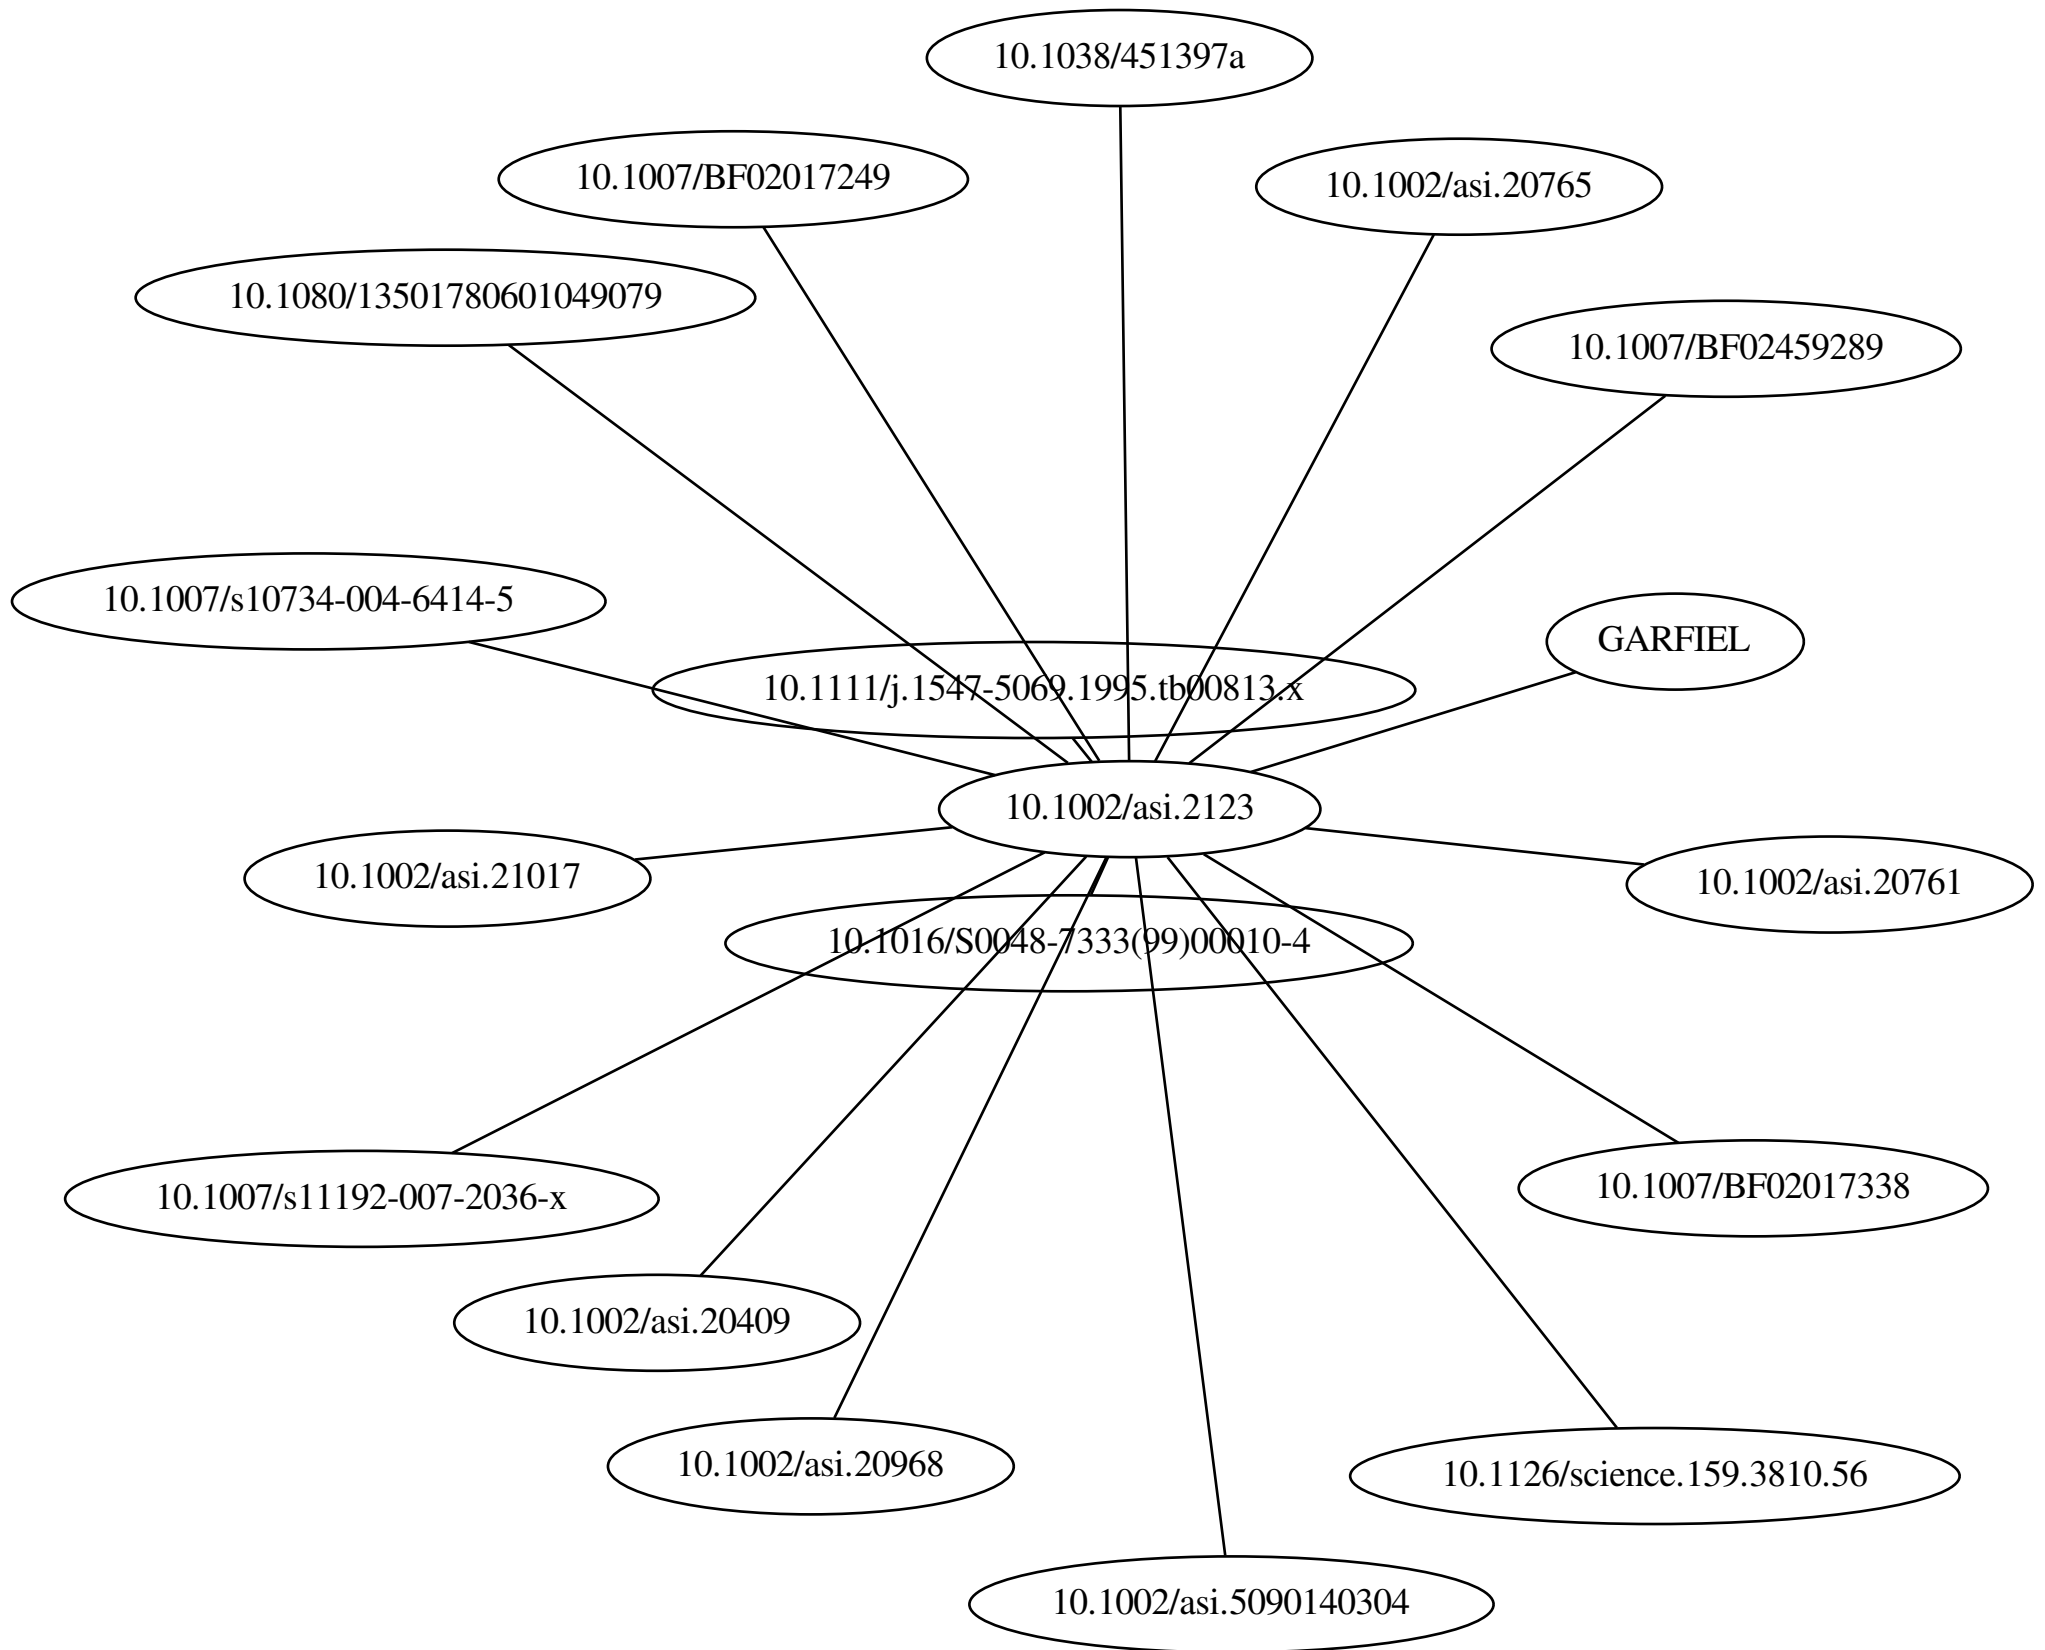 10.1038/451397a
10.1007/BF02017249
10.1002/asi.20765
10.1080/13501780601049079
10.1007/BF02459289
10.1007/s10734-004-6414-5
GARFIEL
10.1111/j.1547-5069.1995.tb00813.x
10.1002/asi.2123
10.1002/asi.21017
10.1002/asi.20761
10.1016/S0048-7333(99)00010-4
10.1007/s11192-007-2036-x
10.1007/BF02017338
10.1002/asi.20409
10.1002/asi.20968
10.1126/science.159.3810.56
10.1002/asi.5090140304